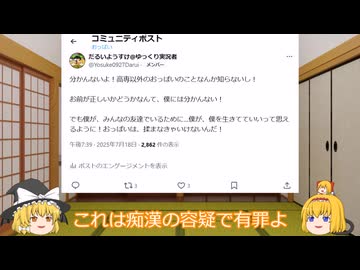 コミュニティポスト
おっぱい
だるいようすけ@ゆっくり実況者
@Yosuke092TDarui · メンバー
分かんないよ！高専以外のおっぱいのことなんか知らないし！
お前が正しいかどうかなんて、僕には分かんない！
でも僕が、みんなの友達でいるために...僕が、僕を生きてていいって思え
るように！おっぱいは、揉まなきゃいけないんだ！
午後7:39 · 2025年7月18日 · 2,862 件の表示
ポストのエンゲージメントを表示
3
これは痴漢の容疑で有罪よ